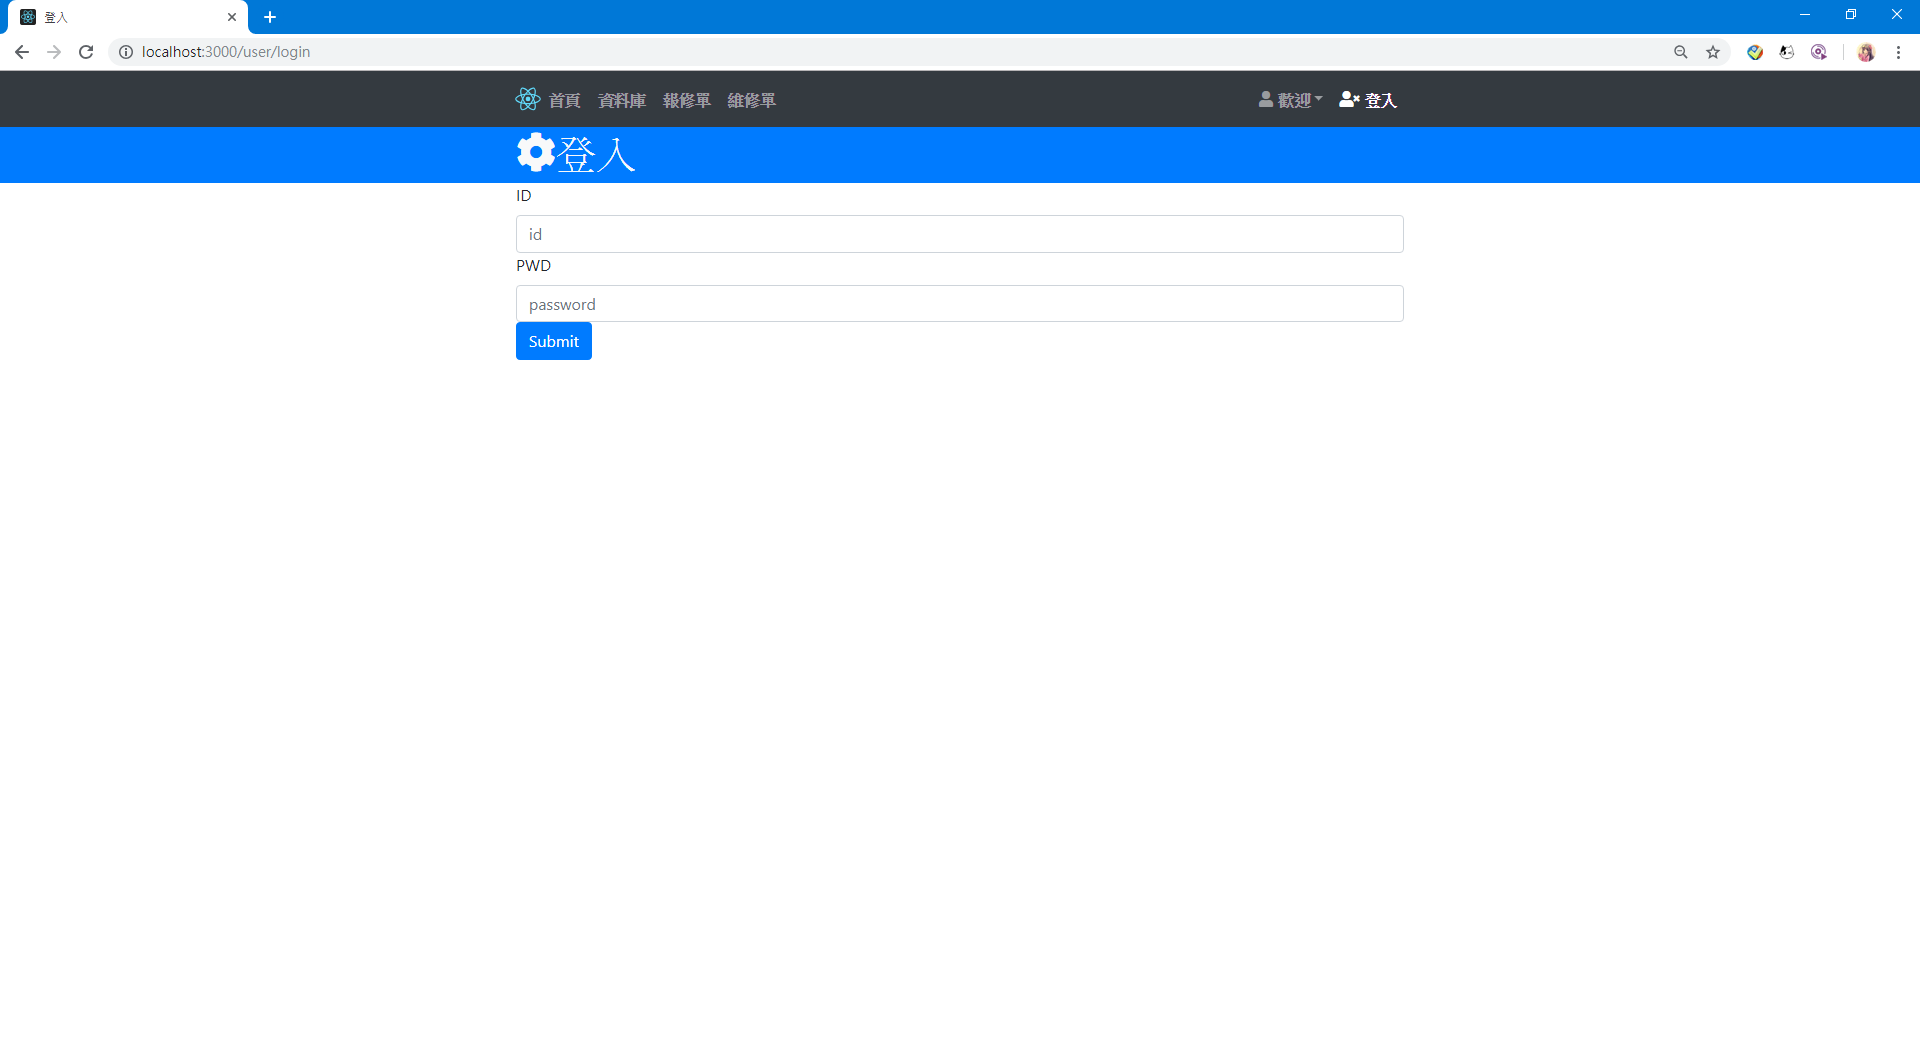 登入
localhost:3000/user/login
首頁 資料庫 報修單 維修單 歡迎 登入
登入
ID
id
PWD
password
Submit